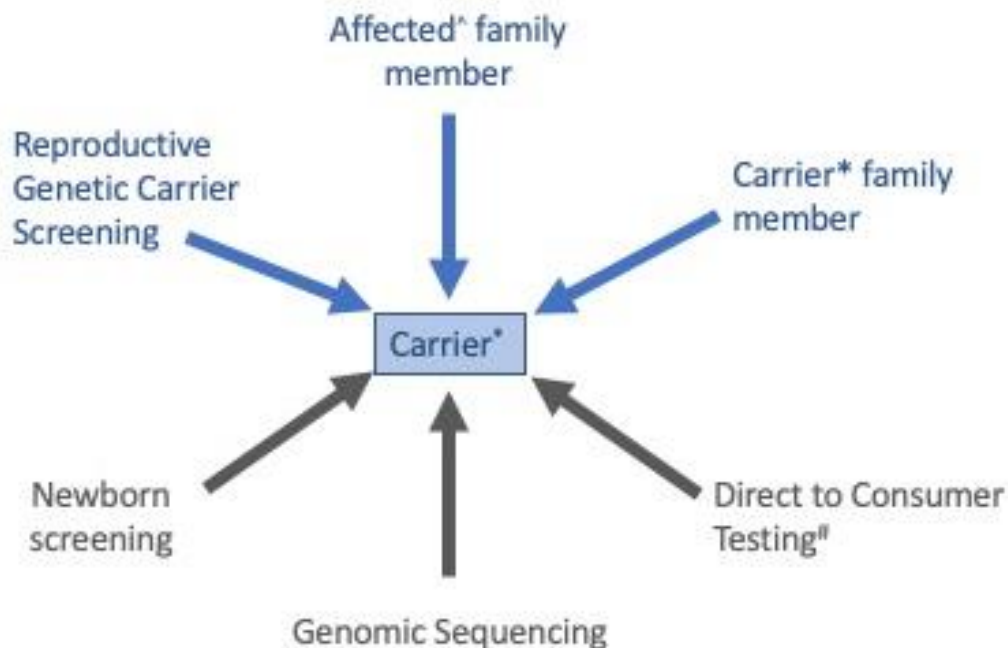 Affected^ family
member
Reproductive
Genetic Carrier
Screening
Carrier* family
member
Carrier*
Newborn
screening
Direct to Consumer
Testing#
Genomic Sequencing